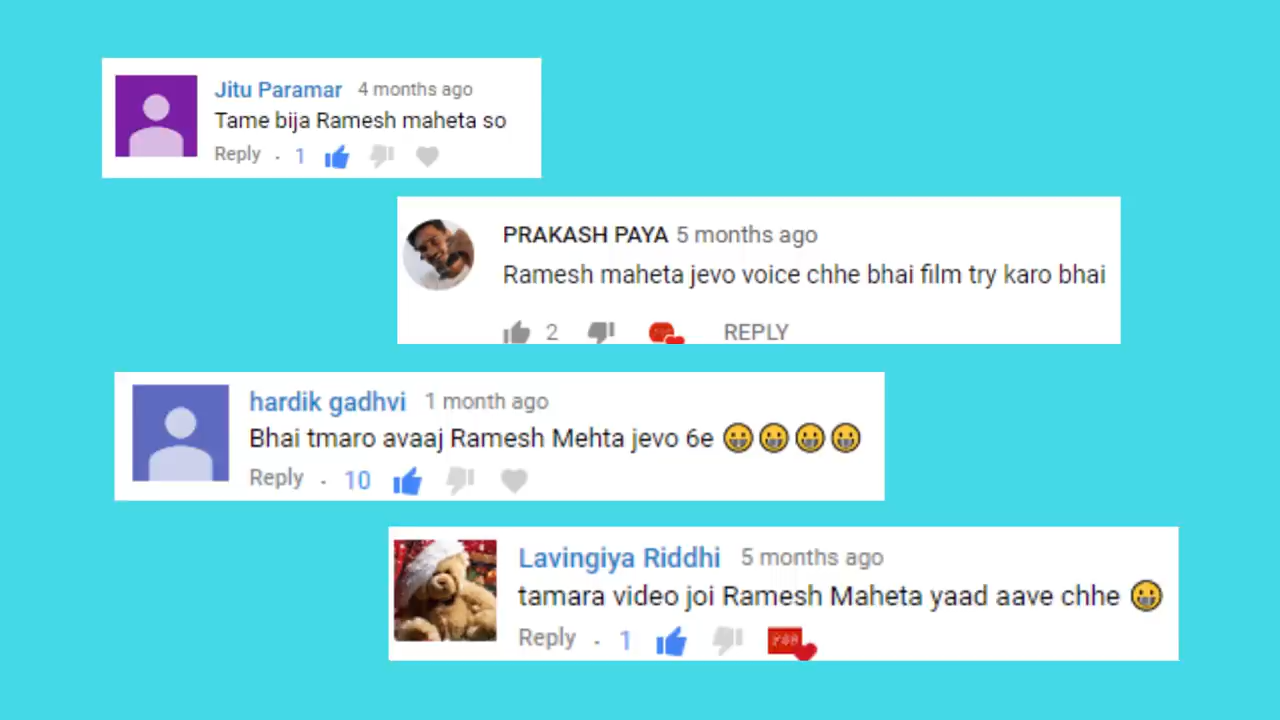 Jitu Paramar 4 months ago
Tame bija Ramesh maheta so
Reply . 1
PRAKASH PAYA 5 months ago
Ramesh maheta jevo voice chhe bhai film try karo bhai
2 REPLY
hardik gadhvi 1 month ago
Bhai tmaro avaaj Ramesh Mehta jevo 6e 😀😀😀😀
Reply . 10
Lavingiya Riddhi 5 months ago
tamara video joi Ramesh Maheta yaad aave chhe 😀
Reply . 1